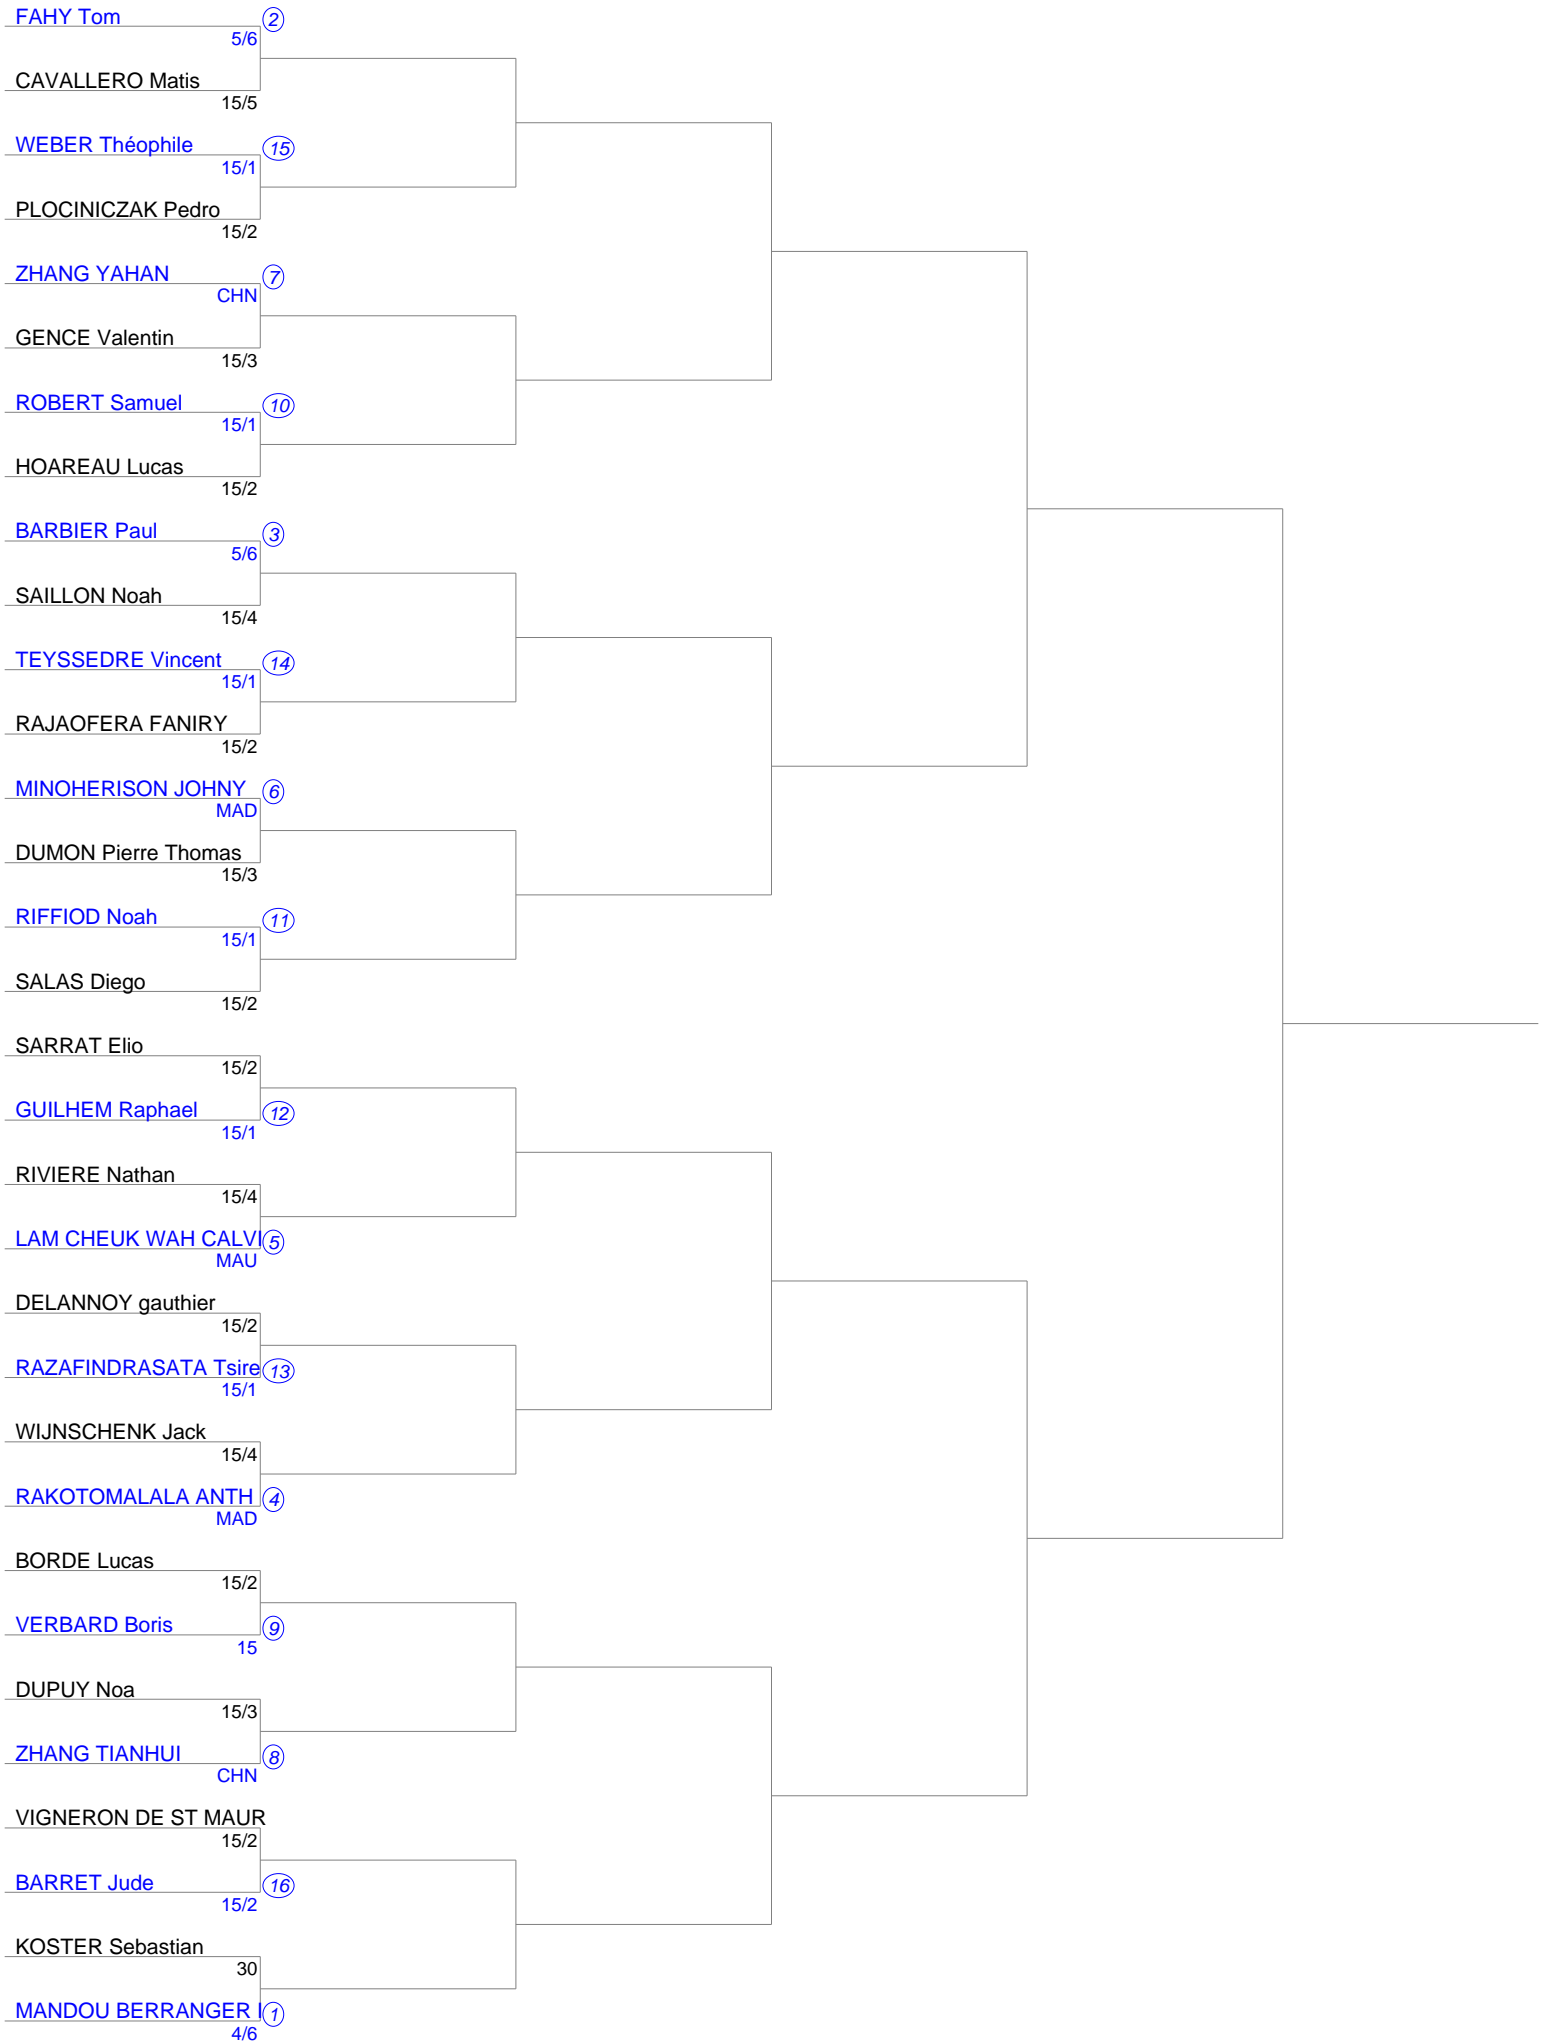 FAHY Tom 2
5/6
CAVALLERO Matis
15/5
WEBER Théophile 15
15/1
PLOCINICZAK Pedro
15/2
ZHANG YAHAN 7
CHN
GENCE Valentin
15/3
ROBERT Samuel 10
15/1
HOAREAU Lucas
15/2
BARBIER Paul 3
5/6
SAILLON Noah
15/4
TEYSSEDRE Vincent 14
15/1
RAJAOFERA FANIRY
15/2
MINOHERISON JOHNY 6
MAD
DUMON Pierre Thomas
15/3
RIFFIOD Noah 11
15/1
SALAS Diego
15/2
SARRAT Elio
15/2
GUILHEM Raphael 12
15/1
RIVIERE Nathan
15/4
LAM CHEUK WAH CALVI 5
MAU
DELANNOY gauthier
15/2
RAZAFINDRASATA Tsire 13
15/1
WIJNSCHENK Jack
15/4
RAKOTOMALALA ANTH 4
MAD
BORDE Lucas
15/2
VERBARD Boris 9
15
DUPUY Noa
15/3
ZHANG TIANHUI 8
CHN
VIGNERON DE ST MAUR
15/2
BARRET Jude 16
15/2
KOSTER Sebastian
30
MANDOU BERRANGER I 1
4/6